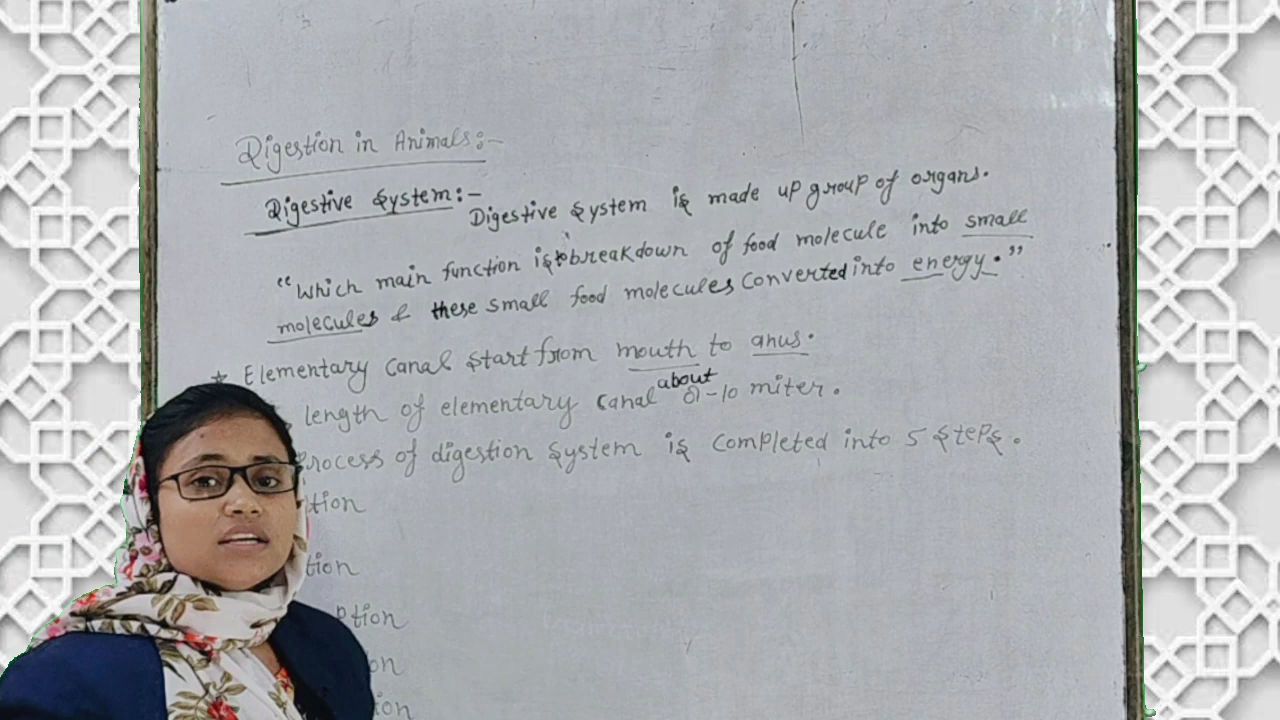 Digestion in Animals:-
Digestive System:- Digestive System is made up group of organs.
"Which main function is to breakdown of food molecule into small
molecules & these small food molecules Converted into energy."
* Elementary Canal Start from mouth to anus.
length of elementary Canal about 8-10 miter.
Process of digestion System is Completed into 5 Steps.
tion
tion
ption
on
ion